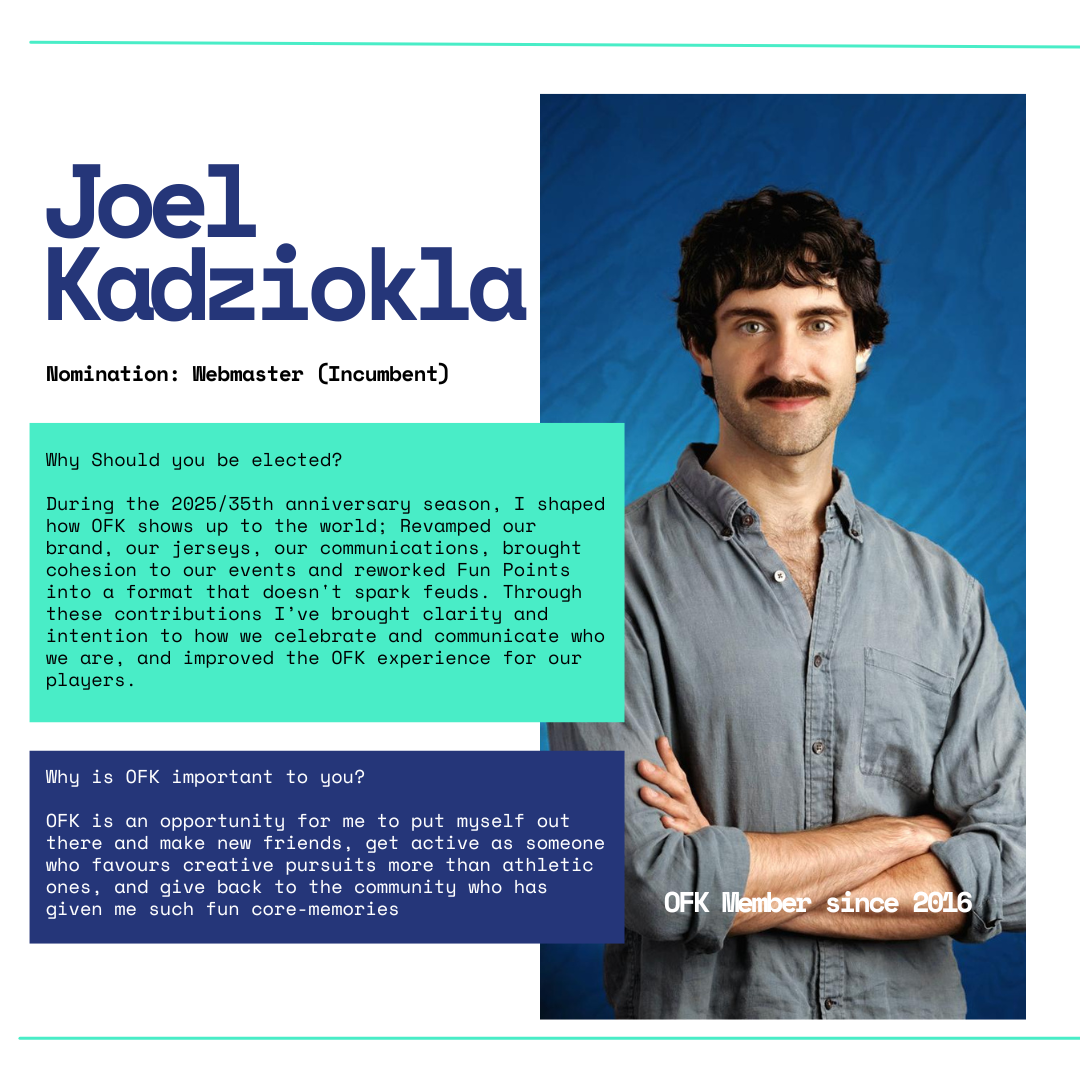 Joel
Kadziokla
Nomination: Webmaster (Incumbent)
Why Should you be elected?
During the 2025/35th anniversary season, I shaped
how OFK shows up to the world; Revamped our
brand, our jerseys, our communications, brought
cohesion to our events and reworked Fun Points
into a format that doesn't spark feuds. Through
these contributions I’ve brought clarity and
intention to how we celebrate and communicate who
we are, and improved the OFK experience for our
players.
Why is OFK important to you?
OFK is an opportunity for me to put myself out
there and make new friends, get active as someone
who favours creative pursuits more than athletic
ones, and give back to the community who has
given me such fun core-memories
OFK Member since 2016